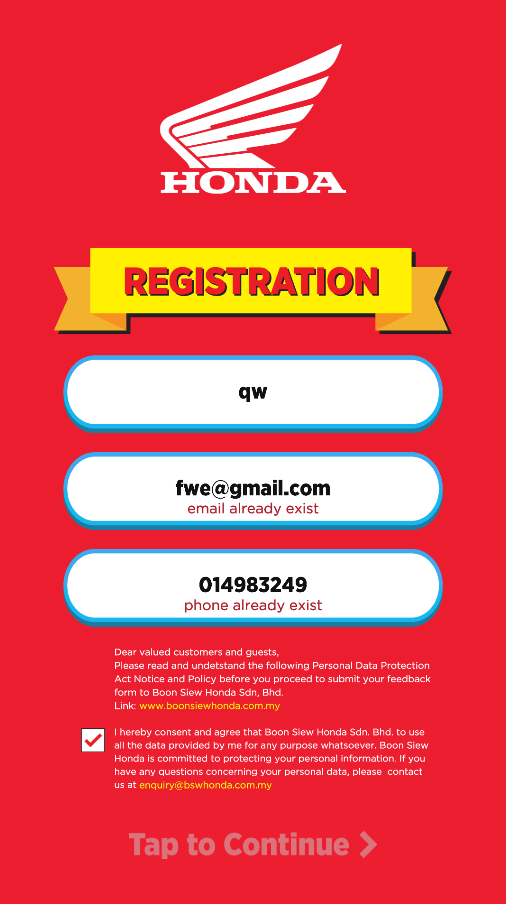 HONDA
REGISTRATION
qw
fwe@gmail.com
email already exist
014983249
phone already exist
Dear valued customers and guests,
Please read and undetstand the following Personal Data Protection
Act Notice and Policy before you proceed to submit your feedback
form to Boon Siew Honda Sdn, Bhd.
Link: www.boonsiewhonda.com.my
I hereby consent and agree that Boon Siew Honda Sdn. Bhd. to use
all the data provided by me for any purpose whatsoever. Boon Siew
Honda is committed to protecting your personal information. If you
have any questions concerning your personal data, please contact
us at enquiry@bswhonda.com.my
Tap to Continue